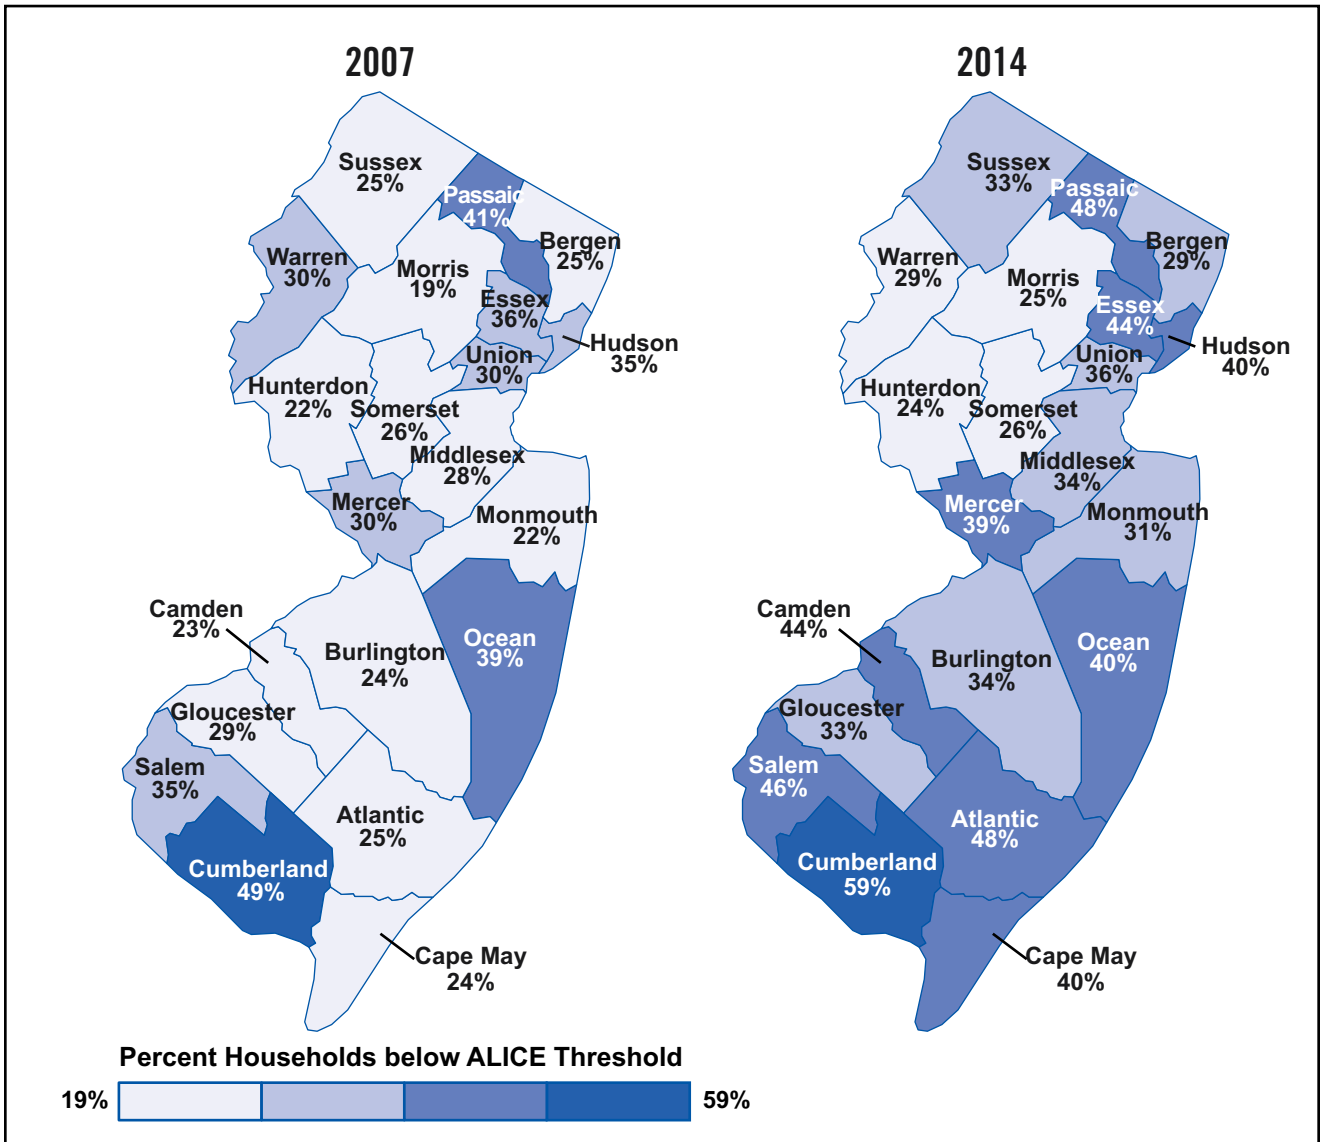 2007
Sussex
25%
Passaic
41%
Bergen
25%
Warren
30%
Morris
19%
Essex
36%
Hudson
35%
Union
30%
Hunterdon
22%
Somerset
26%
Middlesex
28%
Mercer
30%
Monmouth
22%
Camden
23%
Burlington
24%
Ocean
39%
Gloucester
29%
Salem
35%
Atlantic
25%
Cumberland
49%
Cape May
24%
2014
Sussex
33%
Passaic
48%
Bergen
29%
Warren
29%
Morris
25%
Essex
44%
Hudson
40%
Union
36%
Hunterdon
24%
Somerset
26%
Middlesex
34%
Mercer
39%
Monmouth
31%
Camden
44%
Burlington
34%
Ocean
40%
Gloucester
33%
Salem
46%
Atlantic
48%
Cumberland
59%
Cape May
40%
Percent Households below ALICE Threshold
19%
59%